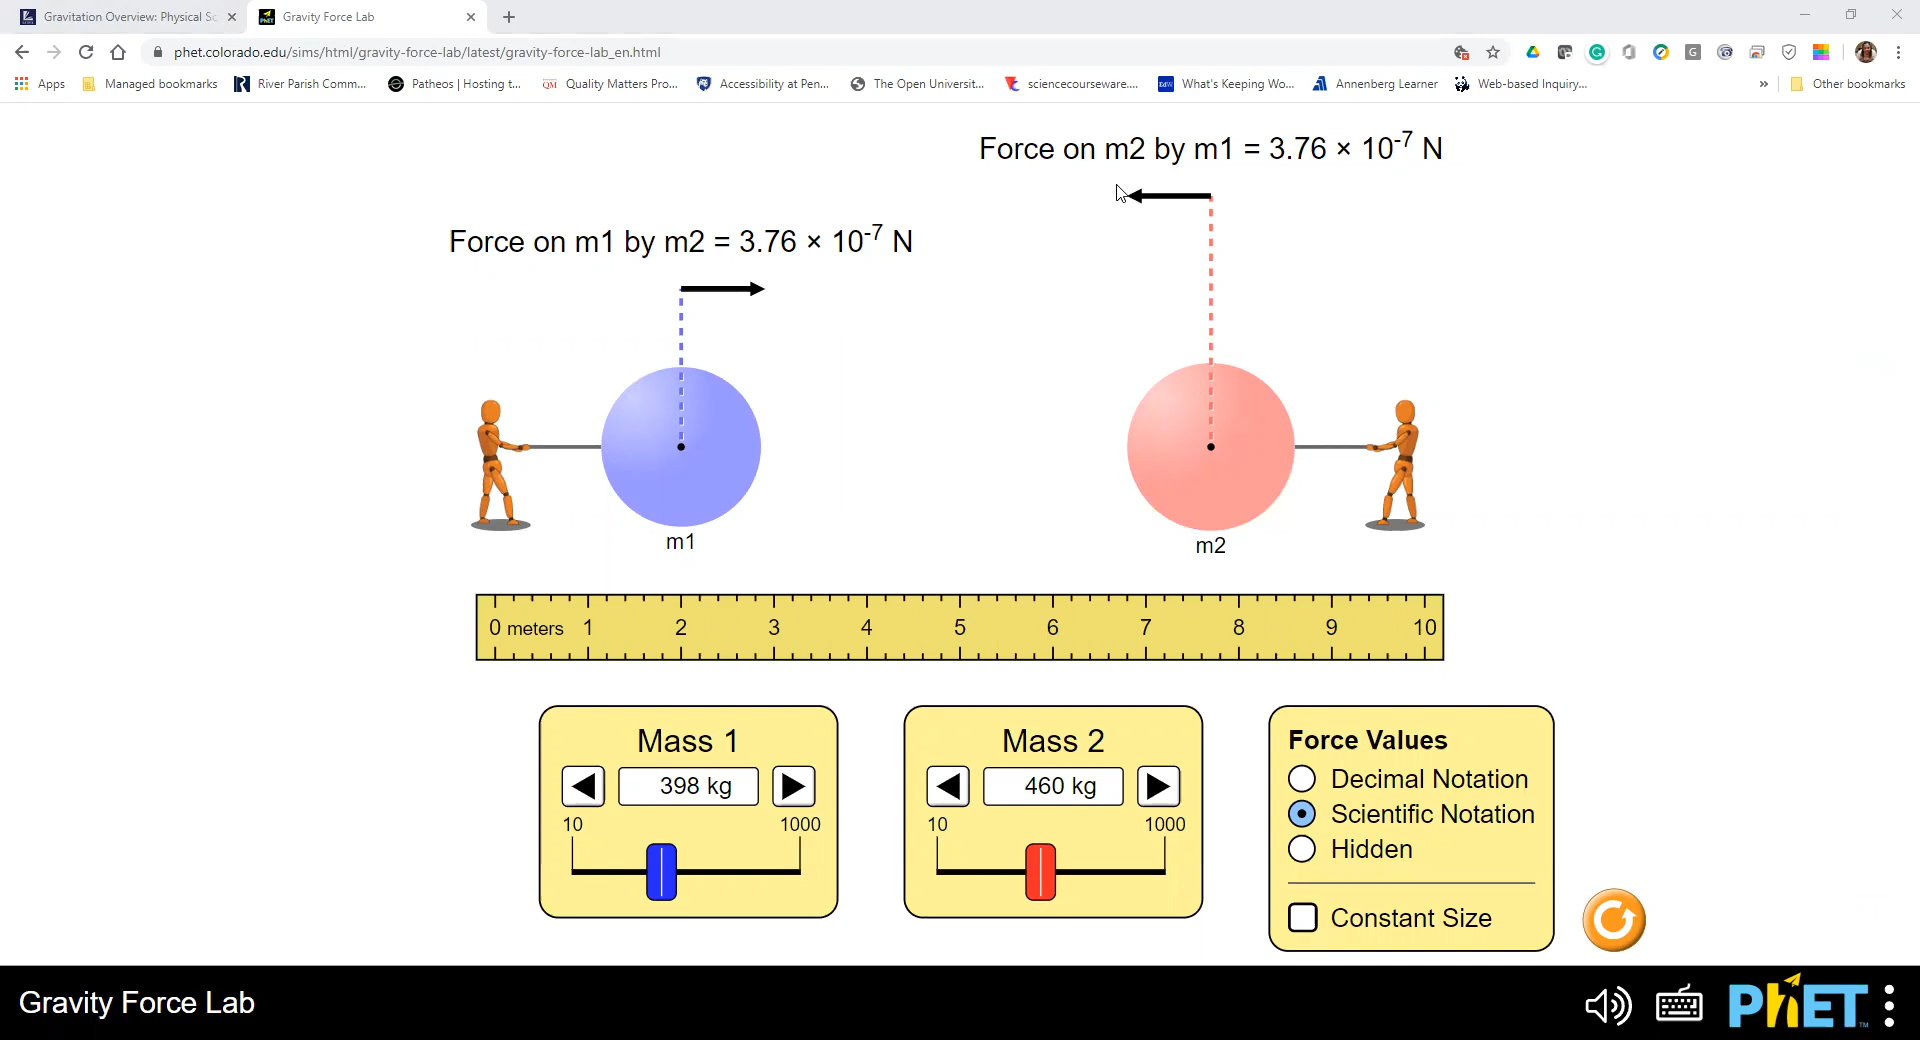 Gravitation Overview: Physical Sc
Gravity Force Lab
phet.colorado.edu/sims/html/gravity-force-lab/latest/gravity-force-lab_en.html
Apps
Managed bookmarks
River Parish Comm...
Patheos | Hosting t...
QM
Quality Matters Pro...
Accessibility at Pen...
The Open Universit...
sciencecourseware....
EdW
What's Keeping Wo...
Annenberg Learner
Web-based Inquiry...
»
Other bookmarks
Force on m2 by m1 = 3.76 × 10⁻⁷ N
Force on m1 by m2 = 3.76 × 10⁻⁷ N
m1
m2
0 meters 1 2 3 4 5 6 7 8 9 10
Mass 1
398 kg
10 1000
Mass 2
460 kg
10 1000
Force Values
Decimal Notation
Scientific Notation
Hidden
Constant Size
Gravity Force Lab
PhET™